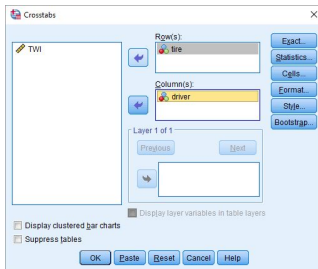 Crosstabs
TWI
Row(s):
tire
Column(s):
driver
Layer 1 of 1
Previous
Next
Display layer variables in table layers
Exact...
Statistics...
Cells...
Format...
Style...
Bootstrap...
Display clustered bar charts
Suppress tables
OK
Paste
Reset
Cancel
Help